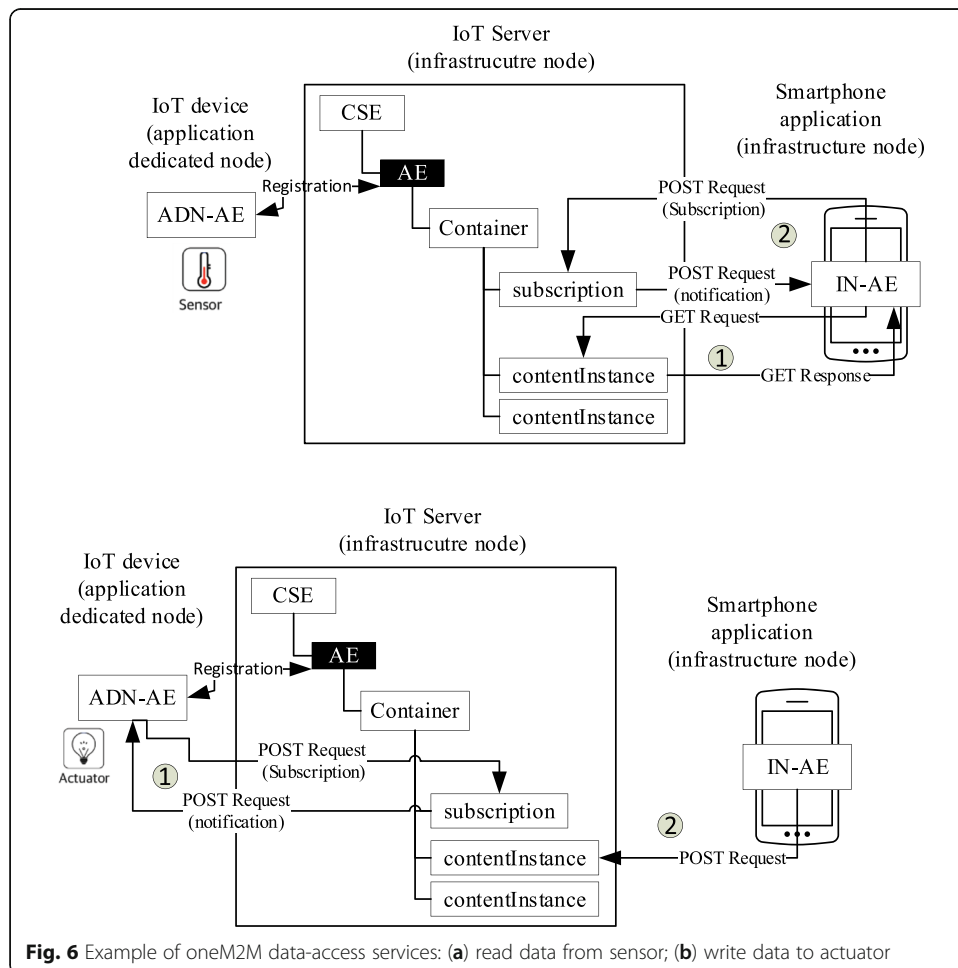 IoT Server
(infrastrucutre node)
IoT device
(application
dedicated node)
Smartphone
application
(infrastructure node)
CSE
AE
Registration
ADN-AE
Sensor
Container
POST Request
(Subscription)
2
subscription
POST Request
(notification)
IN-AE
GET Request
1
contentInstance
GET Response
contentInstance
IoT Server
(infrastrucutre node)
IoT device
(application
dedicated node)
Smartphone
application
(infrastructure node)
CSE
AE
Registration
ADN-AE
Actuator
Container
POST Request
(Subscription)
1
POST Request
(notification)
subscription
IN-AE
2
contentInstance
POST Request
contentInstance
Fig. 6 Example of oneM2M data-access services: (a) read data from sensor; (b) write data to actuator